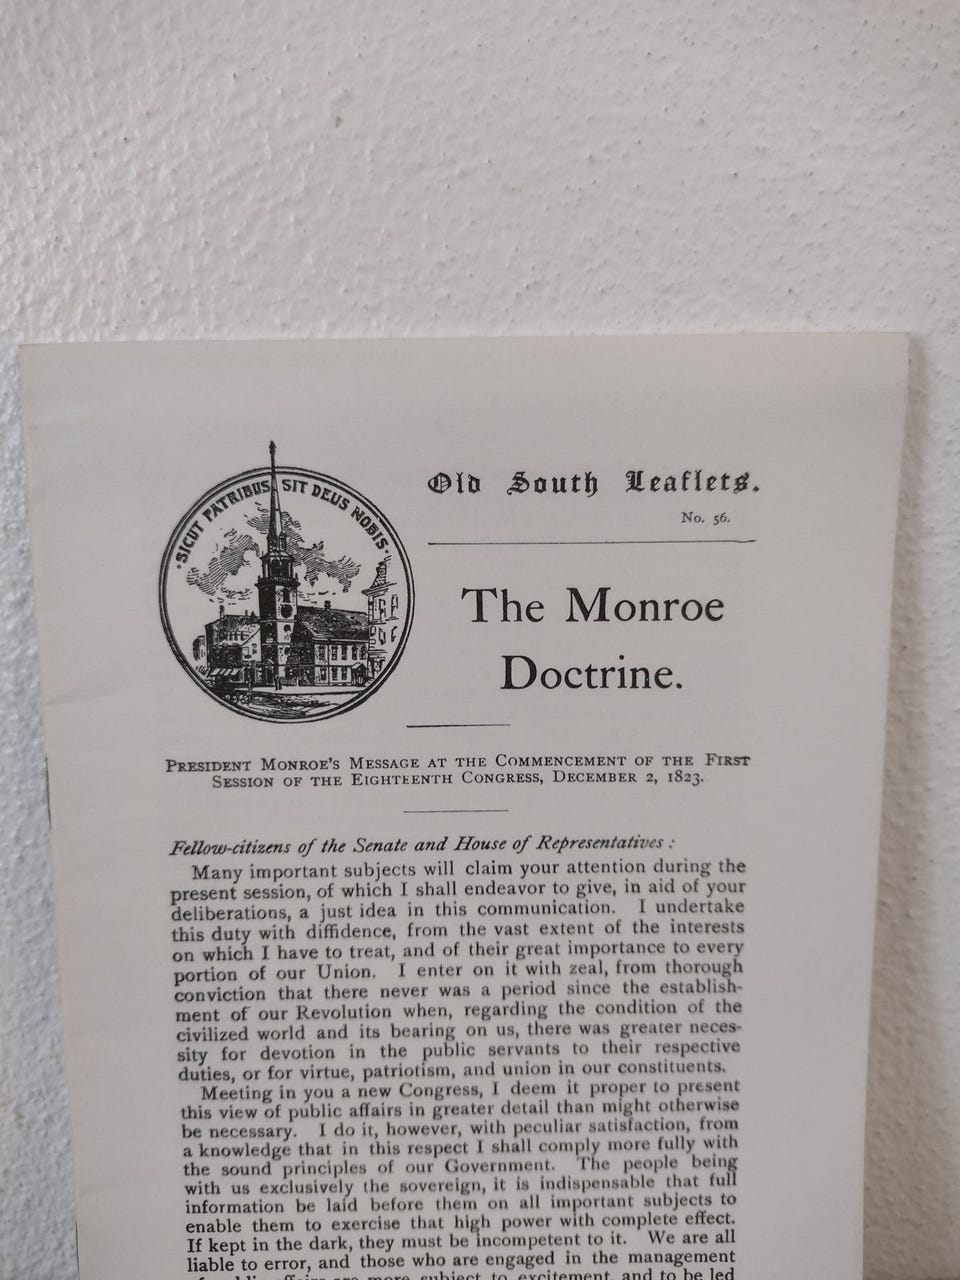 SICUT PATRIBUS SIT DEUS NOBIS
Old South Leaflets.
No. 56.
The Monroe
Doctrine.
PRESIDENT MONROE'S MESSAGE AT THE COMMENCEMENT OF THE FIRST
SESSION OF THE EIGHTEENTH CONGRESS, DECEMBER 2, 1823.
Fellow-citizens of the Senate and House of Representatives:
Many important subjects will claim your attention during the
present session, of which I shall endeavor to give, in aid of your
deliberations, a just idea in this communication. I undertake
this duty with diffidence, from the vast extent of the interests
on which I have to treat, and of their great importance to every
portion of our Union. I enter on it with zeal, from thorough
conviction that there never was a period since the establish-
ment of our Revolution when, regarding the condition of the
civilized world and its bearing on us, there was greater neces-
sity for devotion in the public servants to their respective
duties, or for virtue, patriotism, and union in our constituents.
Meeting in you a new Congress, I deem it proper to present
this view of public affairs in greater detail than might otherwise
be necessary. I do it, however, with peculiar satisfaction, from
a knowledge that in this respect I shall comply more fully with
the sound principles of our Government. The people being
with us exclusively the sovereign, it is indispensable that full
information be laid before them on all important subjects to
enable them to exercise that high power with complete effect.
If kept in the dark, they must be incompetent to it. We are all
liable to error, and those who are engaged in the management
of public affairs are more subject to excitement, and to be led